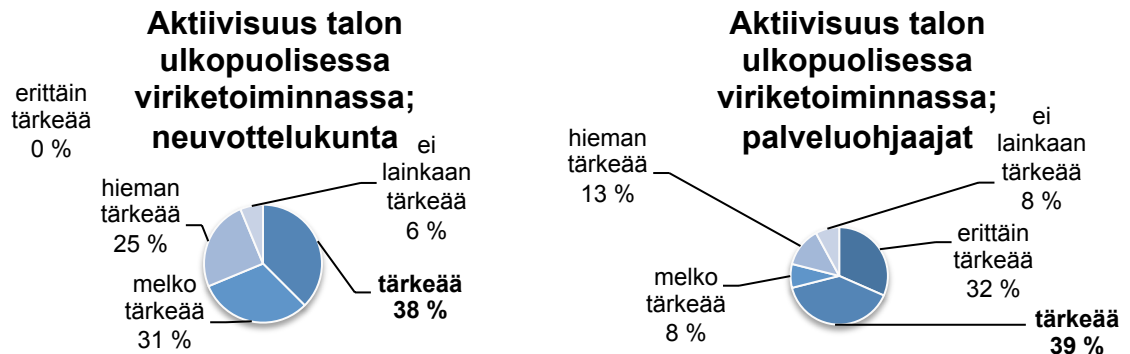 Aktiivisuus talon
ulkopuolisessa
viriketoiminnassa;
neuvottelukunta
erittäin
tärkeää
0 %
ei
lainkaan
tärkeää
6 %
hieman
tärkeää
25 %
melko
tärkeää
31 %
tärkeää
38 %
Aktiivisuus talon
ulkopuolisessa
viriketoiminnassa;
palveluohjaajat
hieman
tärkeää
13 %
ei
lainkaan
tärkeää
8 %
erittäin
tärkeää
32 %
melko
tärkeää
8 %
tärkeää
39 %